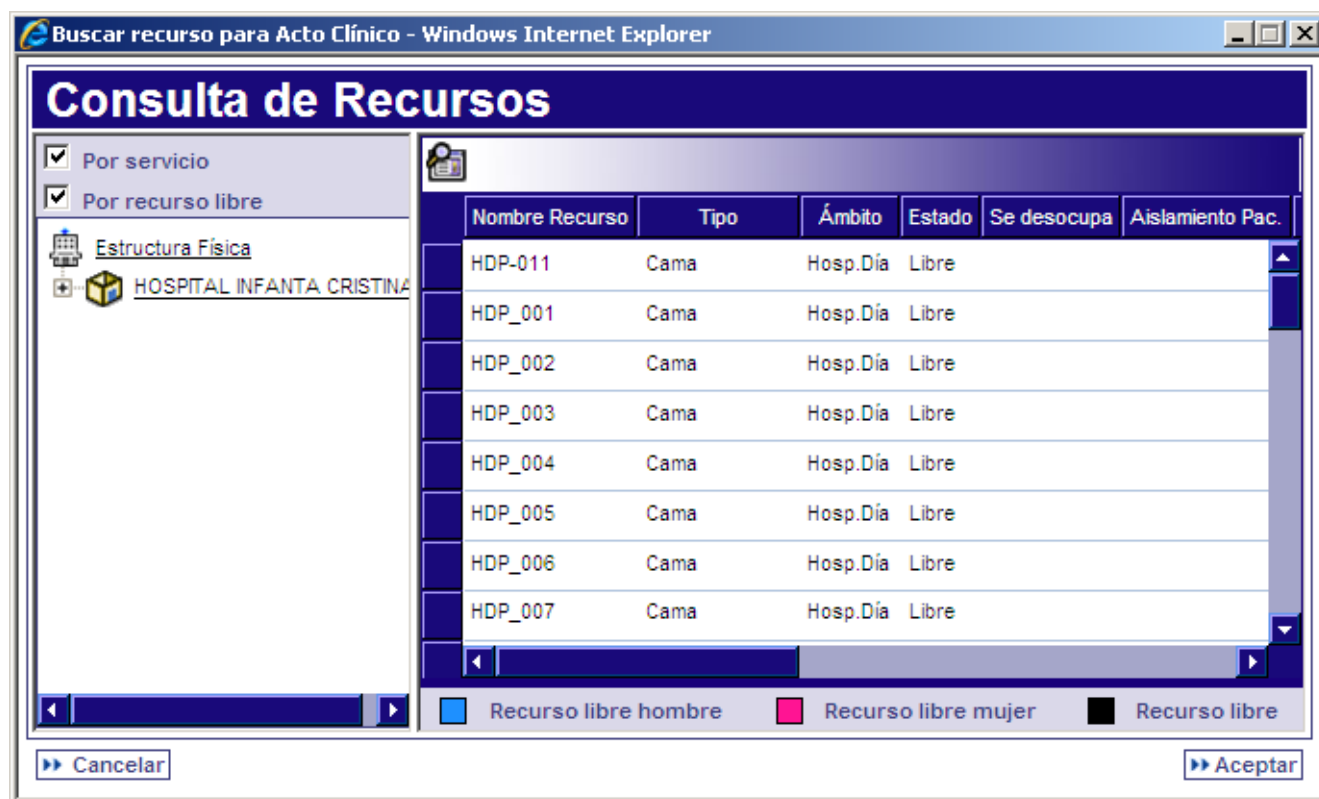 Buscar recurso para Acto Clínico - Windows Internet Explorer
Consulta de Recursos
Por servicio
Por recurso libre
Estructura Física
HOSPITAL INFANTA CRISTINA
Nombre Recurso Tipo Ámbito Estado Se desocupa Aislamiento Pac.
HDP-011 Cama Hosp.Día Libre
HDP_001 Cama Hosp.Día Libre
HDP_002 Cama Hosp.Día Libre
HDP_003 Cama Hosp.Día Libre
HDP_004 Cama Hosp.Día Libre
HDP_005 Cama Hosp.Día Libre
HDP_006 Cama Hosp.Día Libre
HDP_007 Cama Hosp.Día Libre
Recurso libre hombre Recurso libre mujer Recurso libre
Cancelar Aceptar